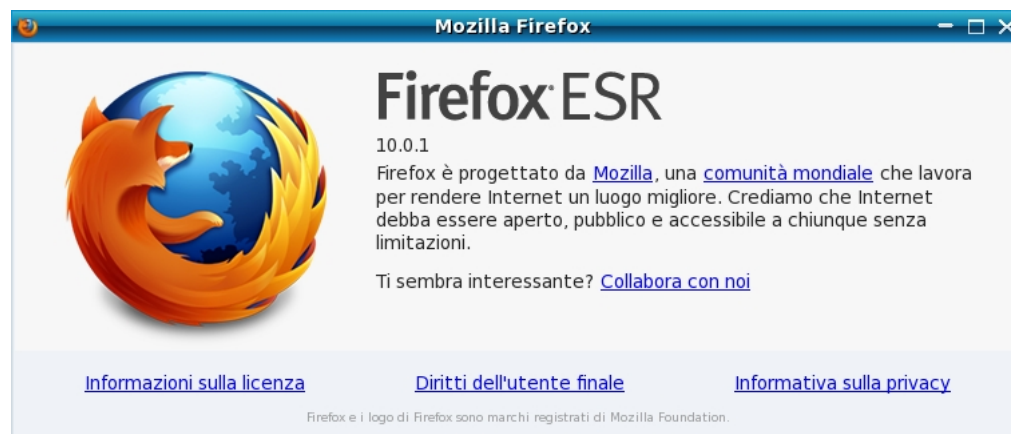 Mozilla Firefox
Firefox ESR
10.0.1
Firefox è progettato da Mozilla, una comunità mondiale che lavora
per rendere Internet un luogo migliore. Crediamo che Internet
debba essere aperto, pubblico e accessibile a chiunque senza
limitazioni.
Ti sembra interessante? Collabora con noi
Informazioni sulla licenza Diritti dell'utente finale Informativa sulla privacy
Firefox e i logo di Firefox sono marchi registrati di Mozilla Foundation.